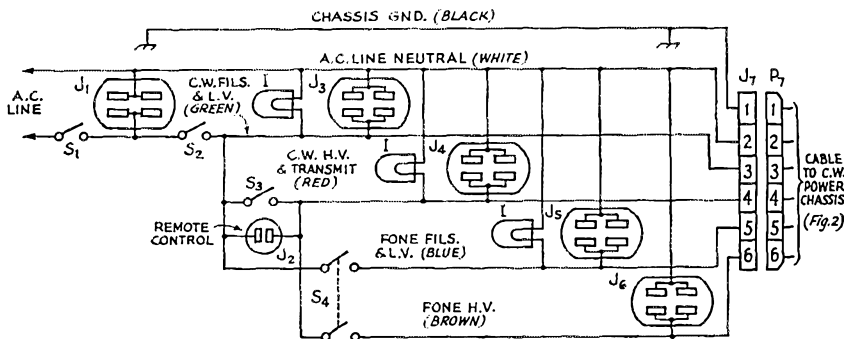 CHASSIS GND. (BLACK)
A.C. LINE NEUTRAL (WHITE)
J1
C.W. FILS.
& L.V.
(GREEN)
I
J3
J7
P7
A.C.
LINE
S1
S2
1
1
2
2
3
3
4
4
5
5
6
6
C.W. H.V.
& TRANSMIT
(RED)
I
J4
CABLE
TO C.W.
POWER
CHASSIS
(Fig.2)
S3
REMOTE
CONTROL
J2
I
J5
FONE FILS.
& L.V. (BLUE)
S4
J6
FONE H.V.
(BROWN)